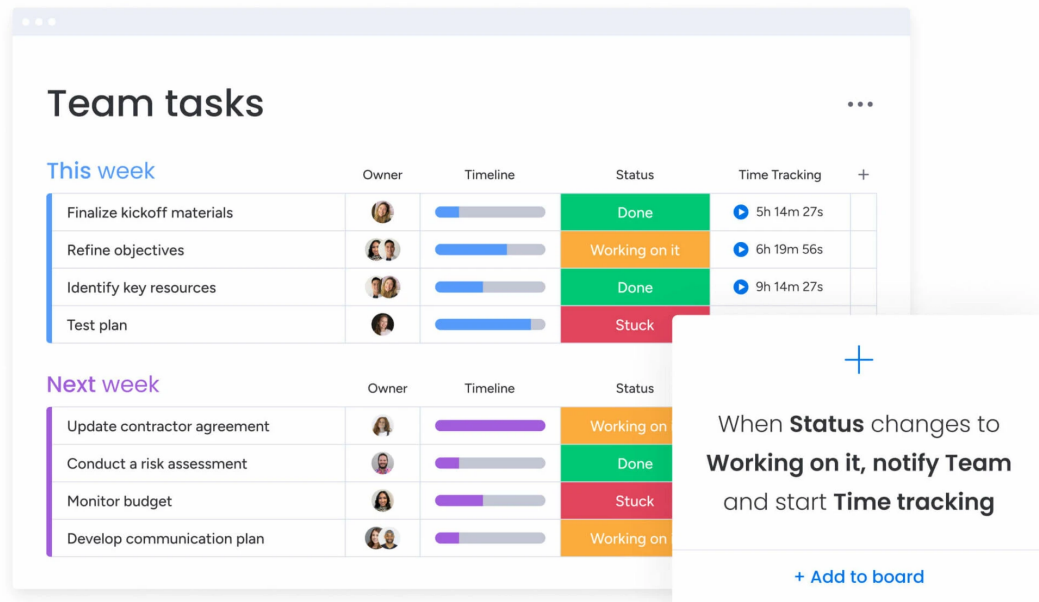 Team tasks
This week
Owner Timeline Status Time Tracking +
Finalize kickoff materials Done 5h 14m 27s
Refine objectives Working on it 6h 19m 56s
Identify key resources Done 9h 14m 27s
Test plan Stuck
Next week
Owner Timeline Status
Update contractor agreement Working on
Conduct a risk assessment Done
Monitor budget Stuck
Develop communication plan Working on
When Status changes to
Working on it, notify Team
and start Time tracking
+ Add to board